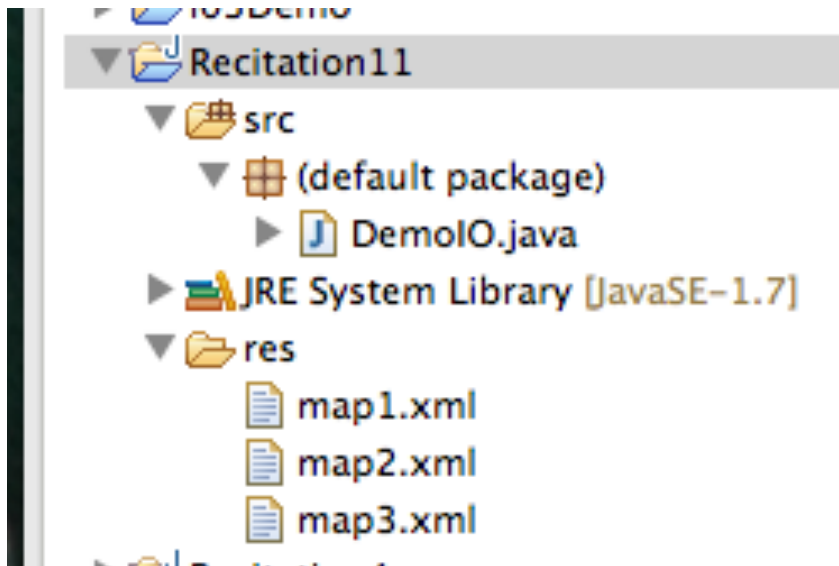 Recitation11
src
(default package)
DemoIO.java
JRE System Library [JavaSE-1.7]
res
map1.xml
map2.xml
map3.xml